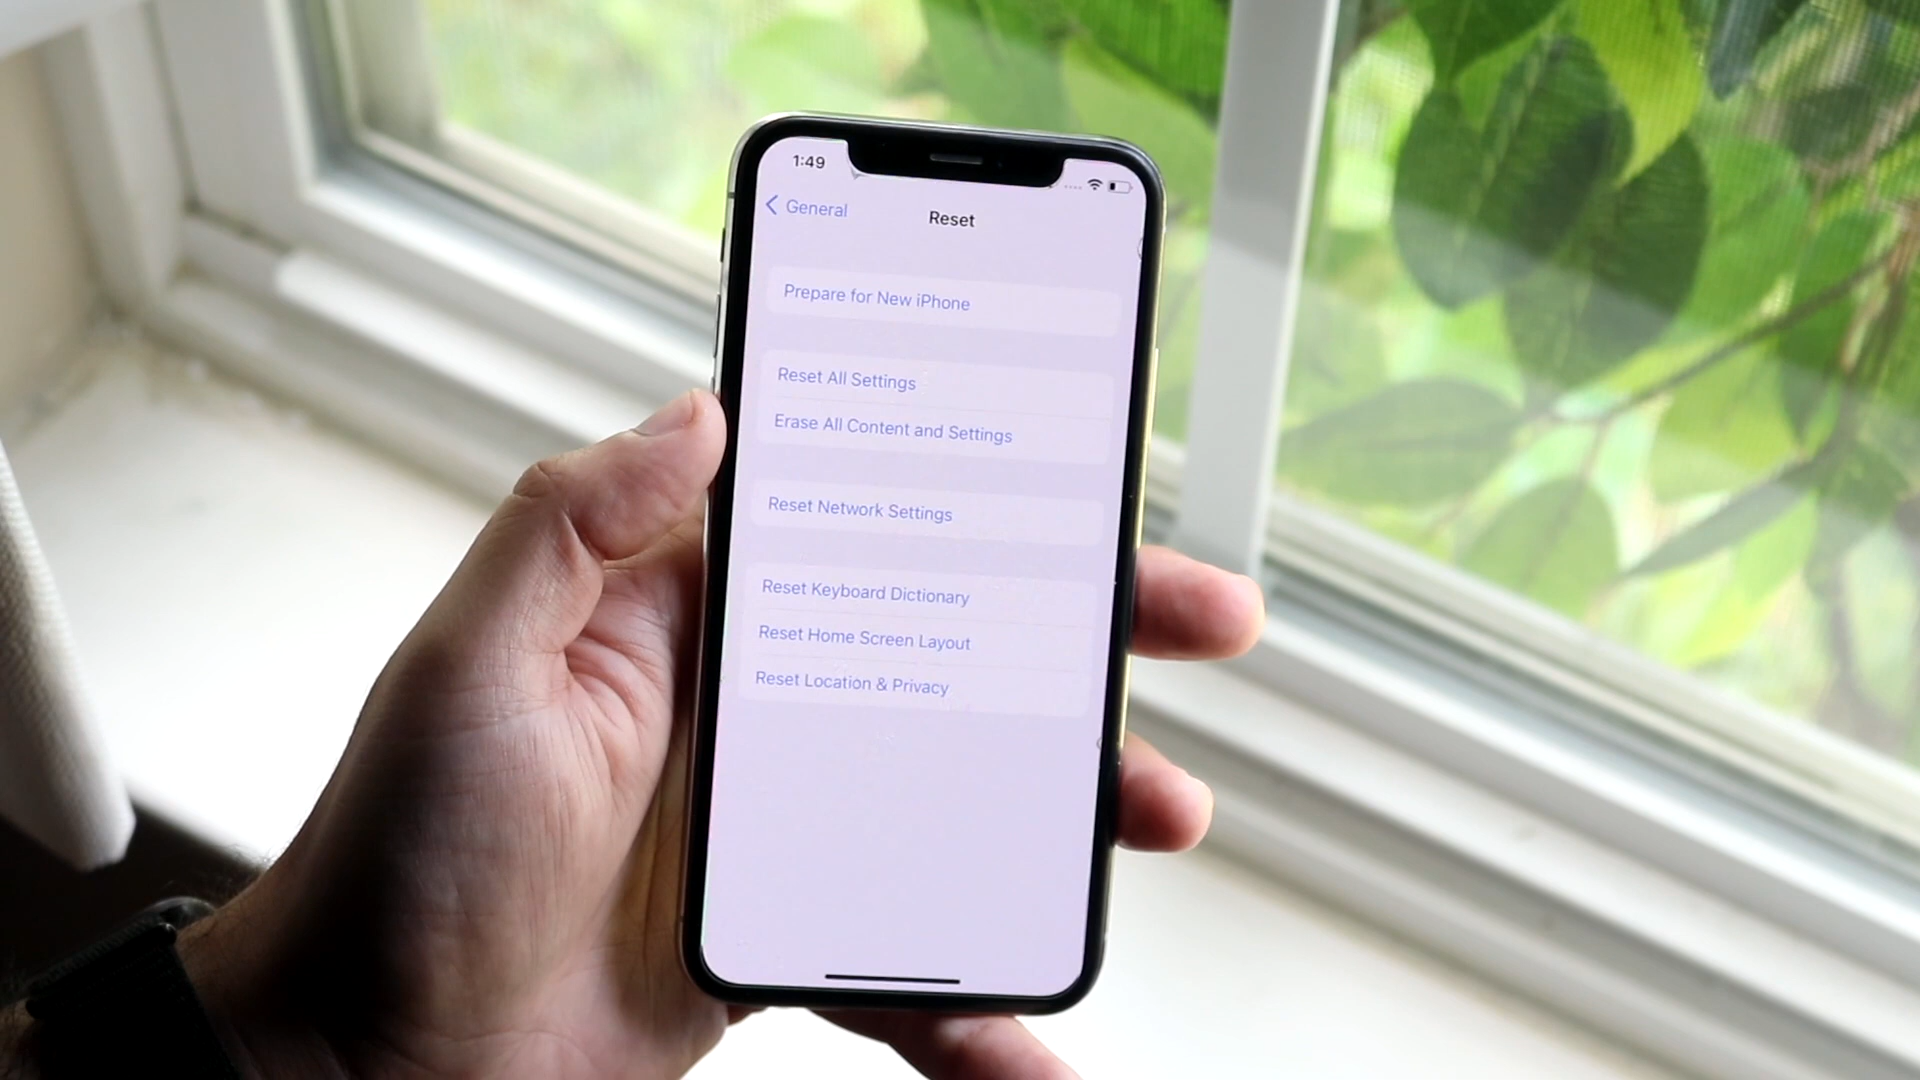 1:49
General
Reset
Prepare for New iPhone
Reset All Settings
Erase All Content and Settings
Reset Network Settings
Reset Keyboard Dictionary
Reset Home Screen Layout
Reset Location & Privacy